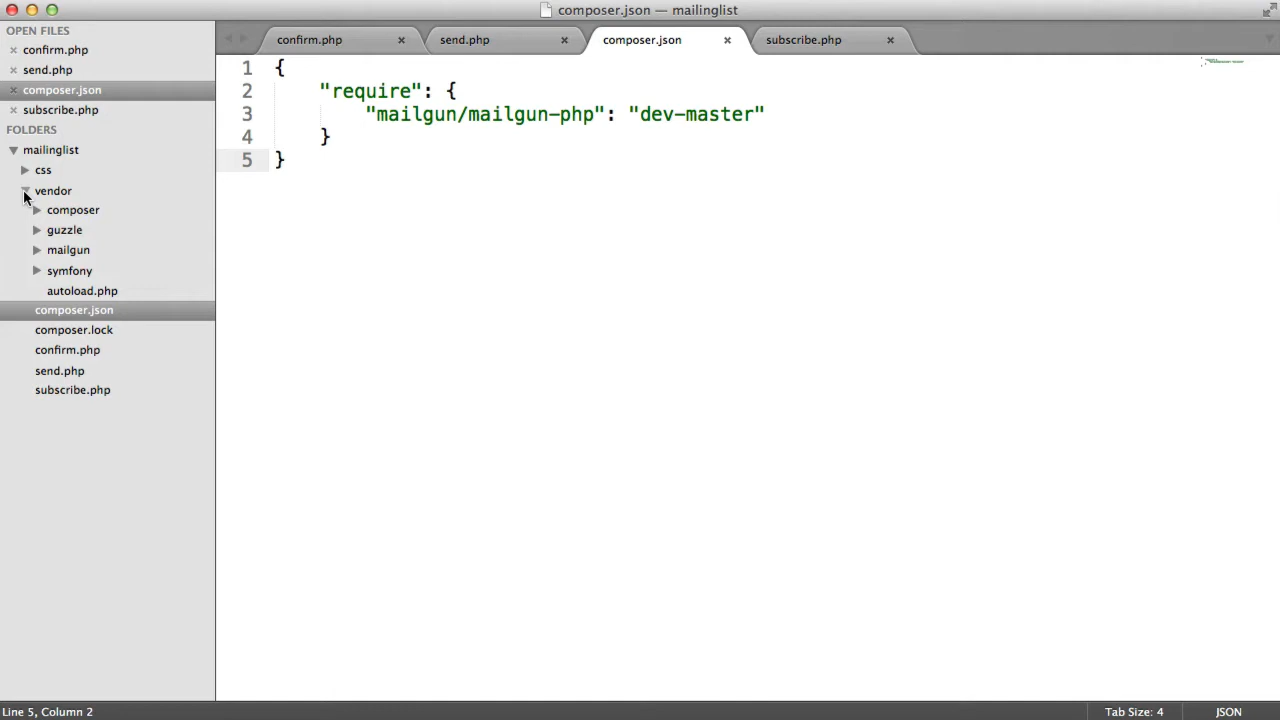 composer.json — mailinglist
OPEN FILES
confirm.php
send.php
composer.json
subscribe.php
FOLDERS
mailinglist
css
vendor
composer
guzzle
mailgun
symfony
autoload.php
composer.json
composer.lock
confirm.php
send.php
subscribe.php
confirm.php send.php composer.json subscribe.php
1 {
2 "require": {
3 "mailgun/mailgun-php": "dev-master"
4 }
5 }
Line 5, Column 2 Tab Size: 4 JSON